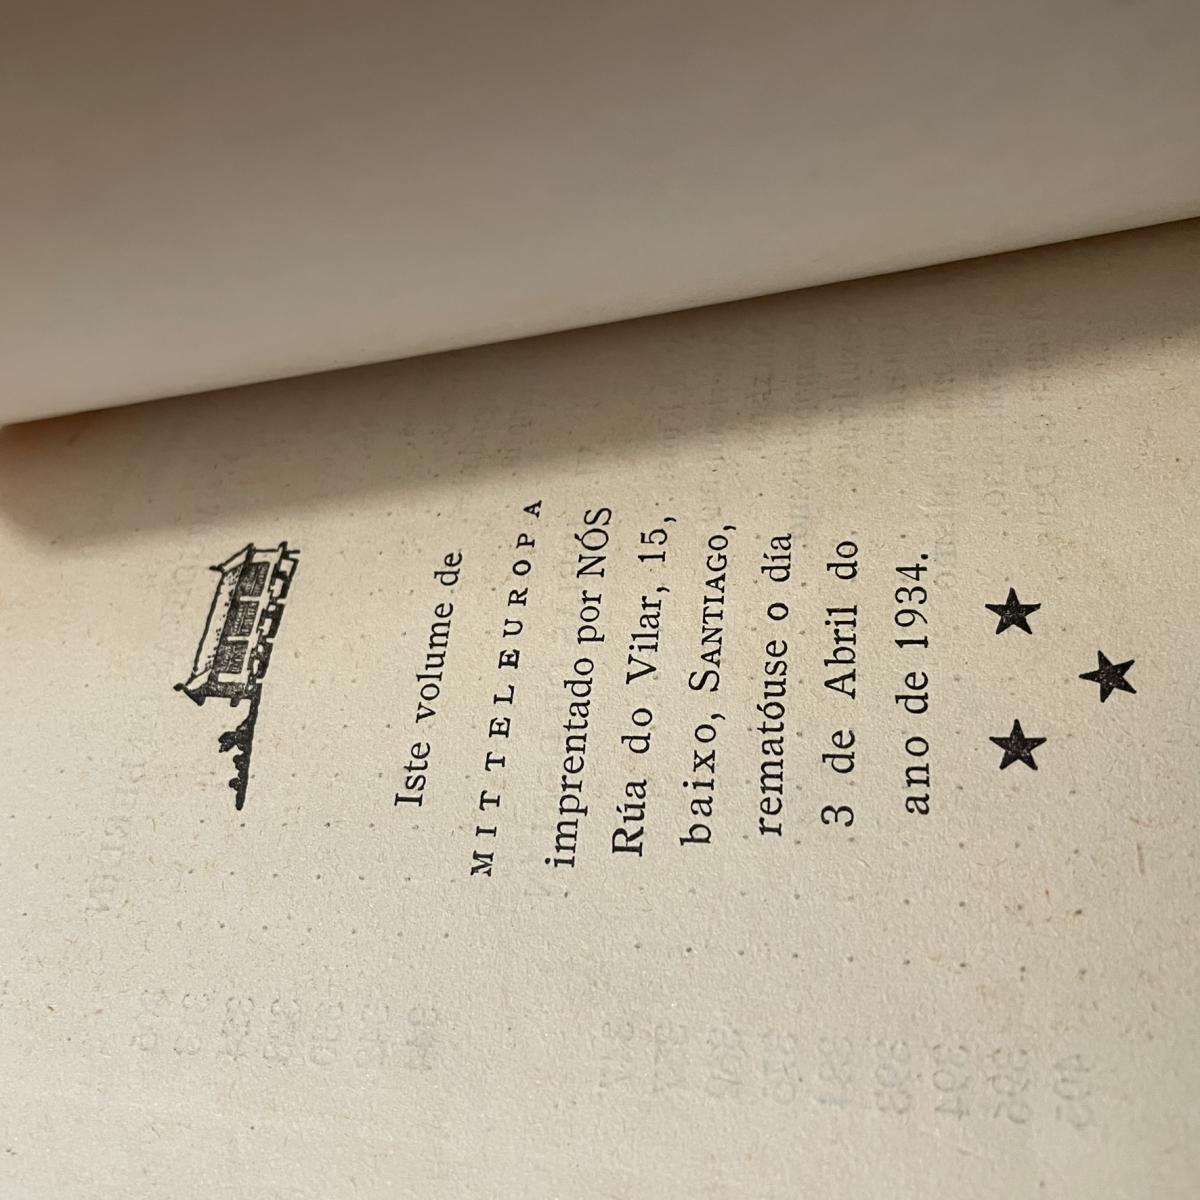 Iste volume de
MITTELEUROPA
imprentado por NÓS
Rúa do Vilar, 15,
baixo, SANTIAGO,
rematóuse o día
3 de Abril do
ano de 1934.